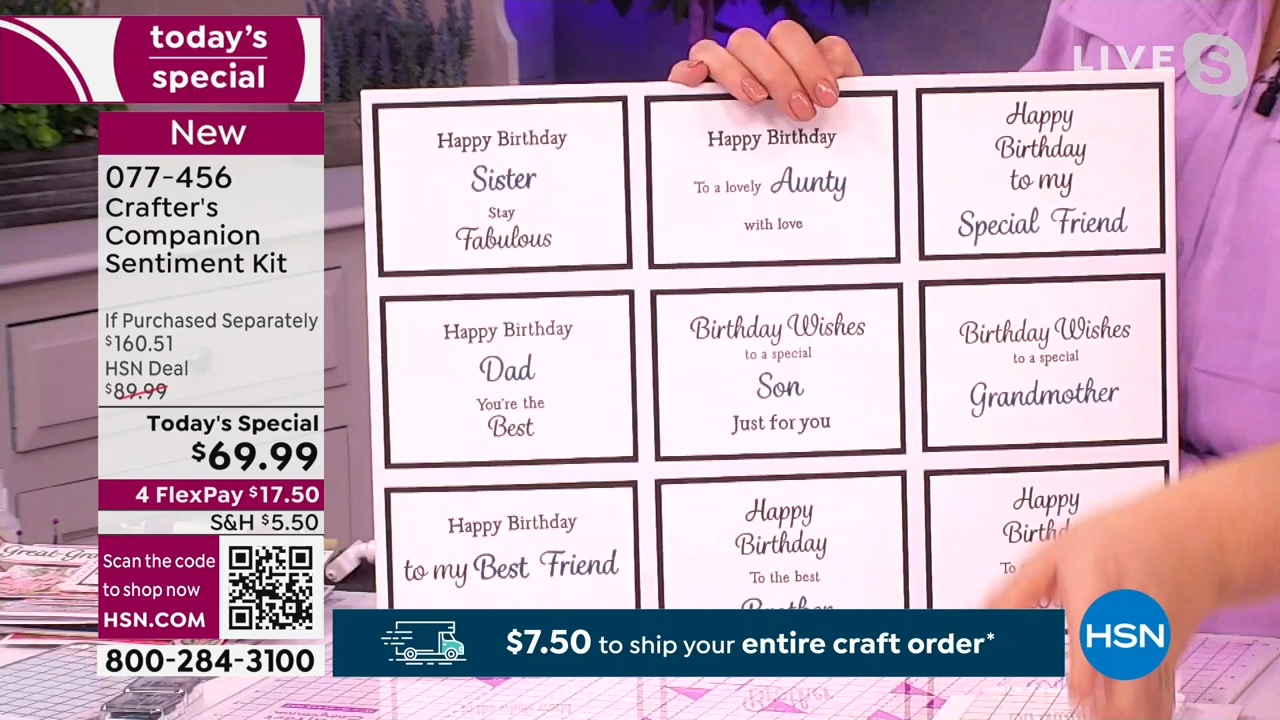 today's
special
New
077-456
Crafter's
Companion
Sentiment Kit
If Purchased Separately
$160.51
HSN Deal
$89.99
Today's Special
$69.99
4 FlexPay $17.50
S&H $5.50
Scan the code
to shop now
HSN.COM
800-284-3100
LIVE S
Happy Birthday
Sister
Stay
Fabulous
Happy Birthday
To a lovely Aunty
with love
Happy
Birthday
to my
Special Friend
Happy Birthday
Dad
You're the
Best
Birthday Wishes
to a special
Son
Just for you
Birthday Wishes
to a special
Grandmother
Happy Birthday
to my Best Friend
Happy
Birthday
To the best
Brother
Happy
$7.50 to ship your entire craft order*
HSN